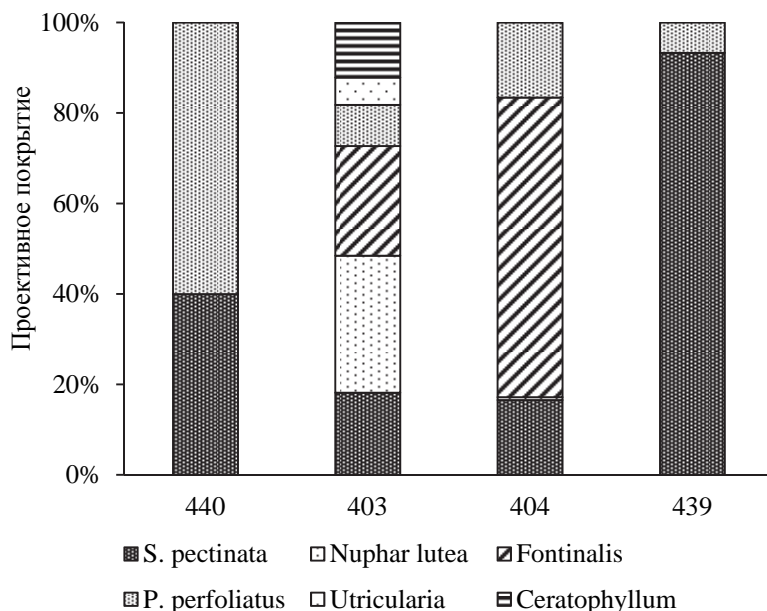 100%
80%
60%
40%
20%
0%
Проективное покрытие
440 403 404 439
S. pectinata Nuphar lutea Fontinalis
P. perfoliatus Utricularia Ceratophyllum